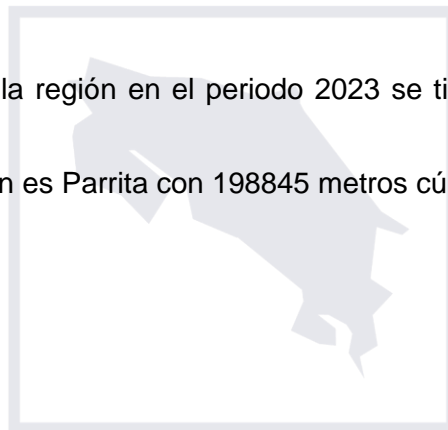 la región en el periodo 2023 se ti
n es Parrita con 198845 metros cú